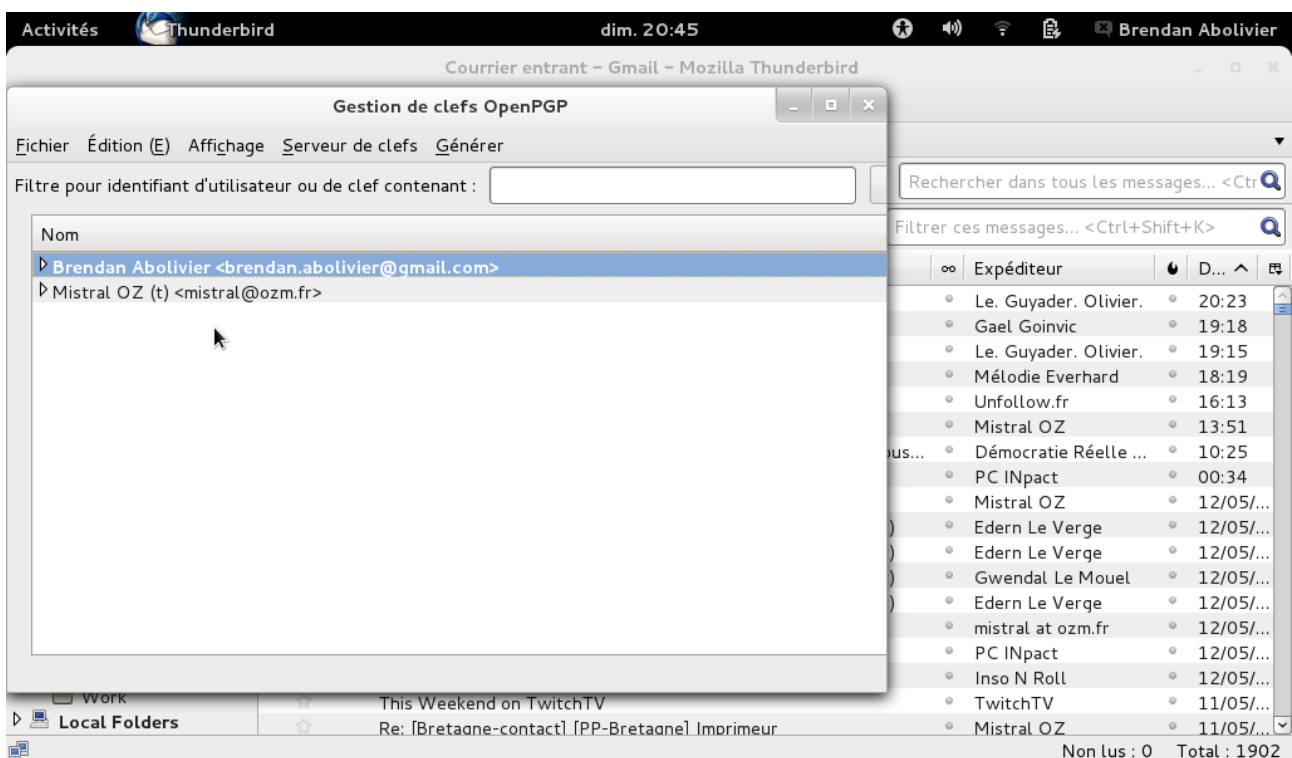 Activités Thunderbird dim. 20:45 Brendan Abolivier
Courrier entrant – Gmail – Mozilla Thunderbird
Gestion de clefs OpenPGP
Fichier Édition (E) Affichage Serveur de clefs Générer
Filtre pour identifiant d'utilisateur ou de clef contenant :
Rechercher dans tous les messages... <Ctr
Filtrer ces messages... <Ctrl+Shift+K>
Nom
Brendan Abolivier <brendan.abolivier@gmail.com>
Mistral OZ (t) <mistral@ozm.fr>
Expéditeur D...
Le. Guyader. Olivier. 20:23
Gael Goinvic 19:18
Le. Guyader. Olivier. 19:15
Mélodie Everhard 18:19
Unfollow.fr 16:13
Mistral OZ 13:51
ous... Démocratie Réelle ... 10:25
PC INpact 00:34
Mistral OZ 12/05/...
) Edern Le Verge 12/05/...
) Edern Le Verge 12/05/...
) Gwendal Le Mouel 12/05/...
) Edern Le Verge 12/05/...
mistral at ozm.fr 12/05/...
PC INpact 12/05/...
Inso N Roll 12/05/...
Work This Weekend on TwitchTV TwitchTV 11/05/...
Local Folders Re: [Bretagne-contact] [PP-Bretagne] Imprimeur Mistral OZ 11/05/...
Non lus : 0 Total : 1902